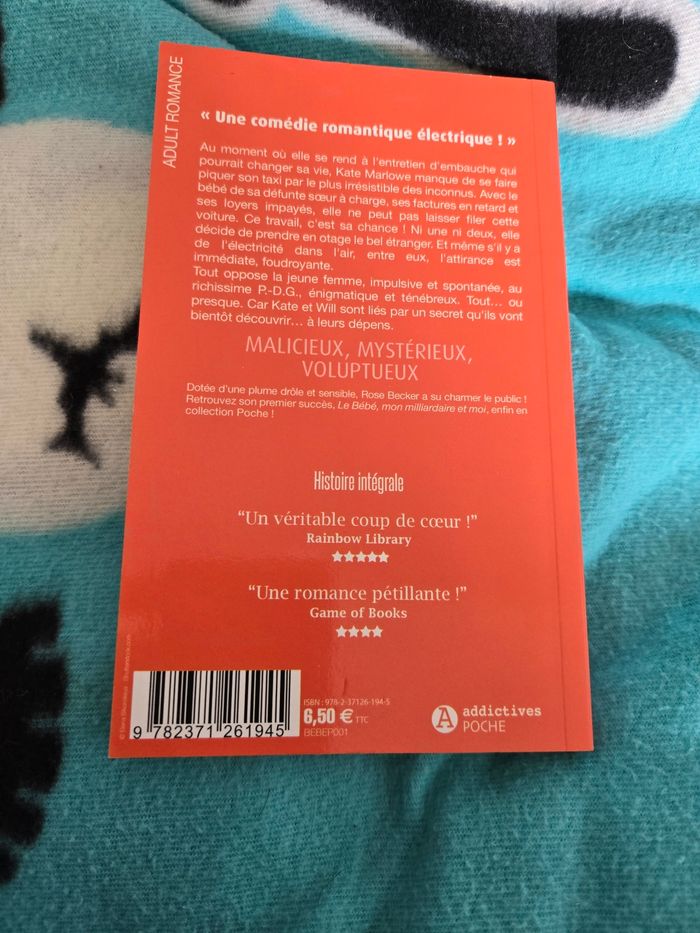 ADULT ROMANCE
« Une comédie romantique électrique ! »
Au moment où elle se rend à l'entretien d'embauche qui
pourrait changer sa vie, Kate Marlowe manque de se faire
piquer son taxi par le plus irrésistible des inconnus. Avec le
bébé de sa défunte sœur à charge, ses factures en retard et
ses loyers impayés, elle ne peut pas laisser filer cette
voiture. Ce travail, c'est sa chance ! Ni une ni deux, elle
décide de prendre en otage le bel étranger. Et même s'il y a
de l'électricité dans l'air, entre eux, l'attirance est
immédiate, foudroyante.
Tout oppose la jeune femme, impulsive et spontanée, au
richissime P.-D.G., énigmatique et ténébreux. Tout... ou
presque. Car Kate et Will sont liés par un secret qu'ils vont
bientôt découvrir... à leurs dépens.
MALICIEUX, MYSTÉRIEUX,
VOLUPTUEUX
Dotée d'une plume drôle et sensible, Rose Becker a su charmer le public !
Retrouvez son premier succès, Le Bébé, mon milliardaire et moi, enfin en
collection Poche !
Histoire intégrale
“Un véritable coup de cœur !”
Rainbow Library
“Une romance pétillante !”
Game of Books
ISBN : 978-2-37126-194-5
6,50 € TTC
BEBEP001
9 782371 261945
A addictives
POCHE